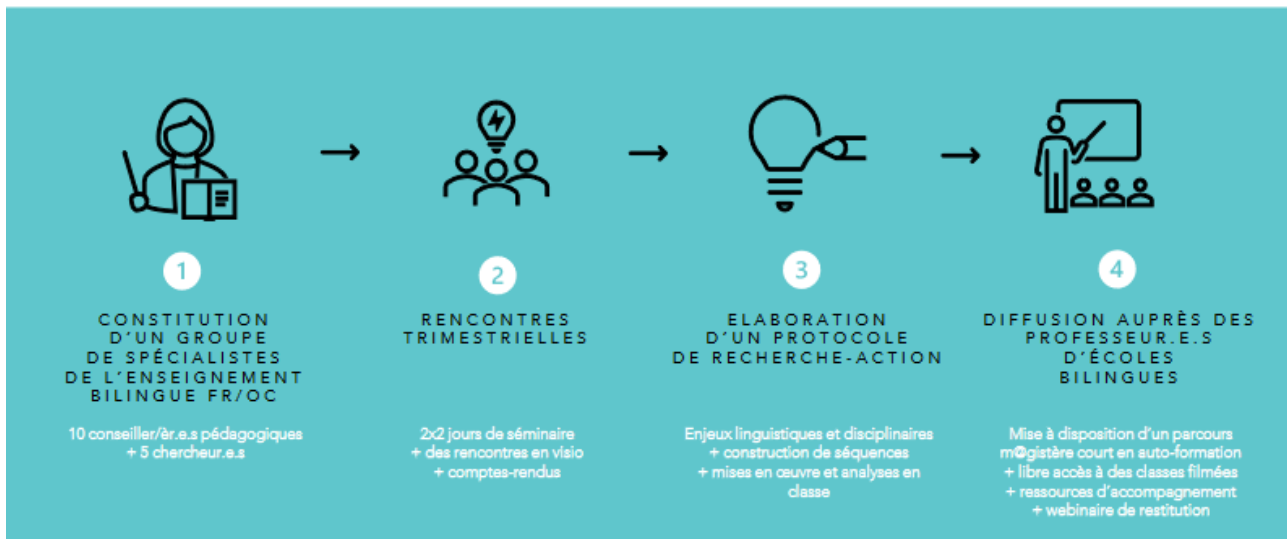 1
CONSTITUTION
D'UN GROUPE
DE SPÉCIALISTES
DE L'ENSEIGNEMENT
BILINGUE FR/OC
10 conseiller/èr.e.s pédagogiques
+ 5 chercheur.e.s
2
RENCONTRES
TRIMESTRIELLES
2x2 jours de séminaire
+ des rencontres en visio
+ comptes-rendus
3
ELABORATION
D'UN PROTOCOLE
DE RECHERCHE-ACTION
Enjeux linguistiques et disciplinaires
+ construction de séquences
+ mises en œuvre et analyses en
classe
4
DIFFUSION AUPRÈS DES
PROFESSEUR.E.S
D'ÉCOLES
BILINGUES
Mise à disposition d'un parcours
m@gistère court en auto-formation
+ libre accès à des classes filmées
+ ressources d'accompagnement
+ webinaire de restitution